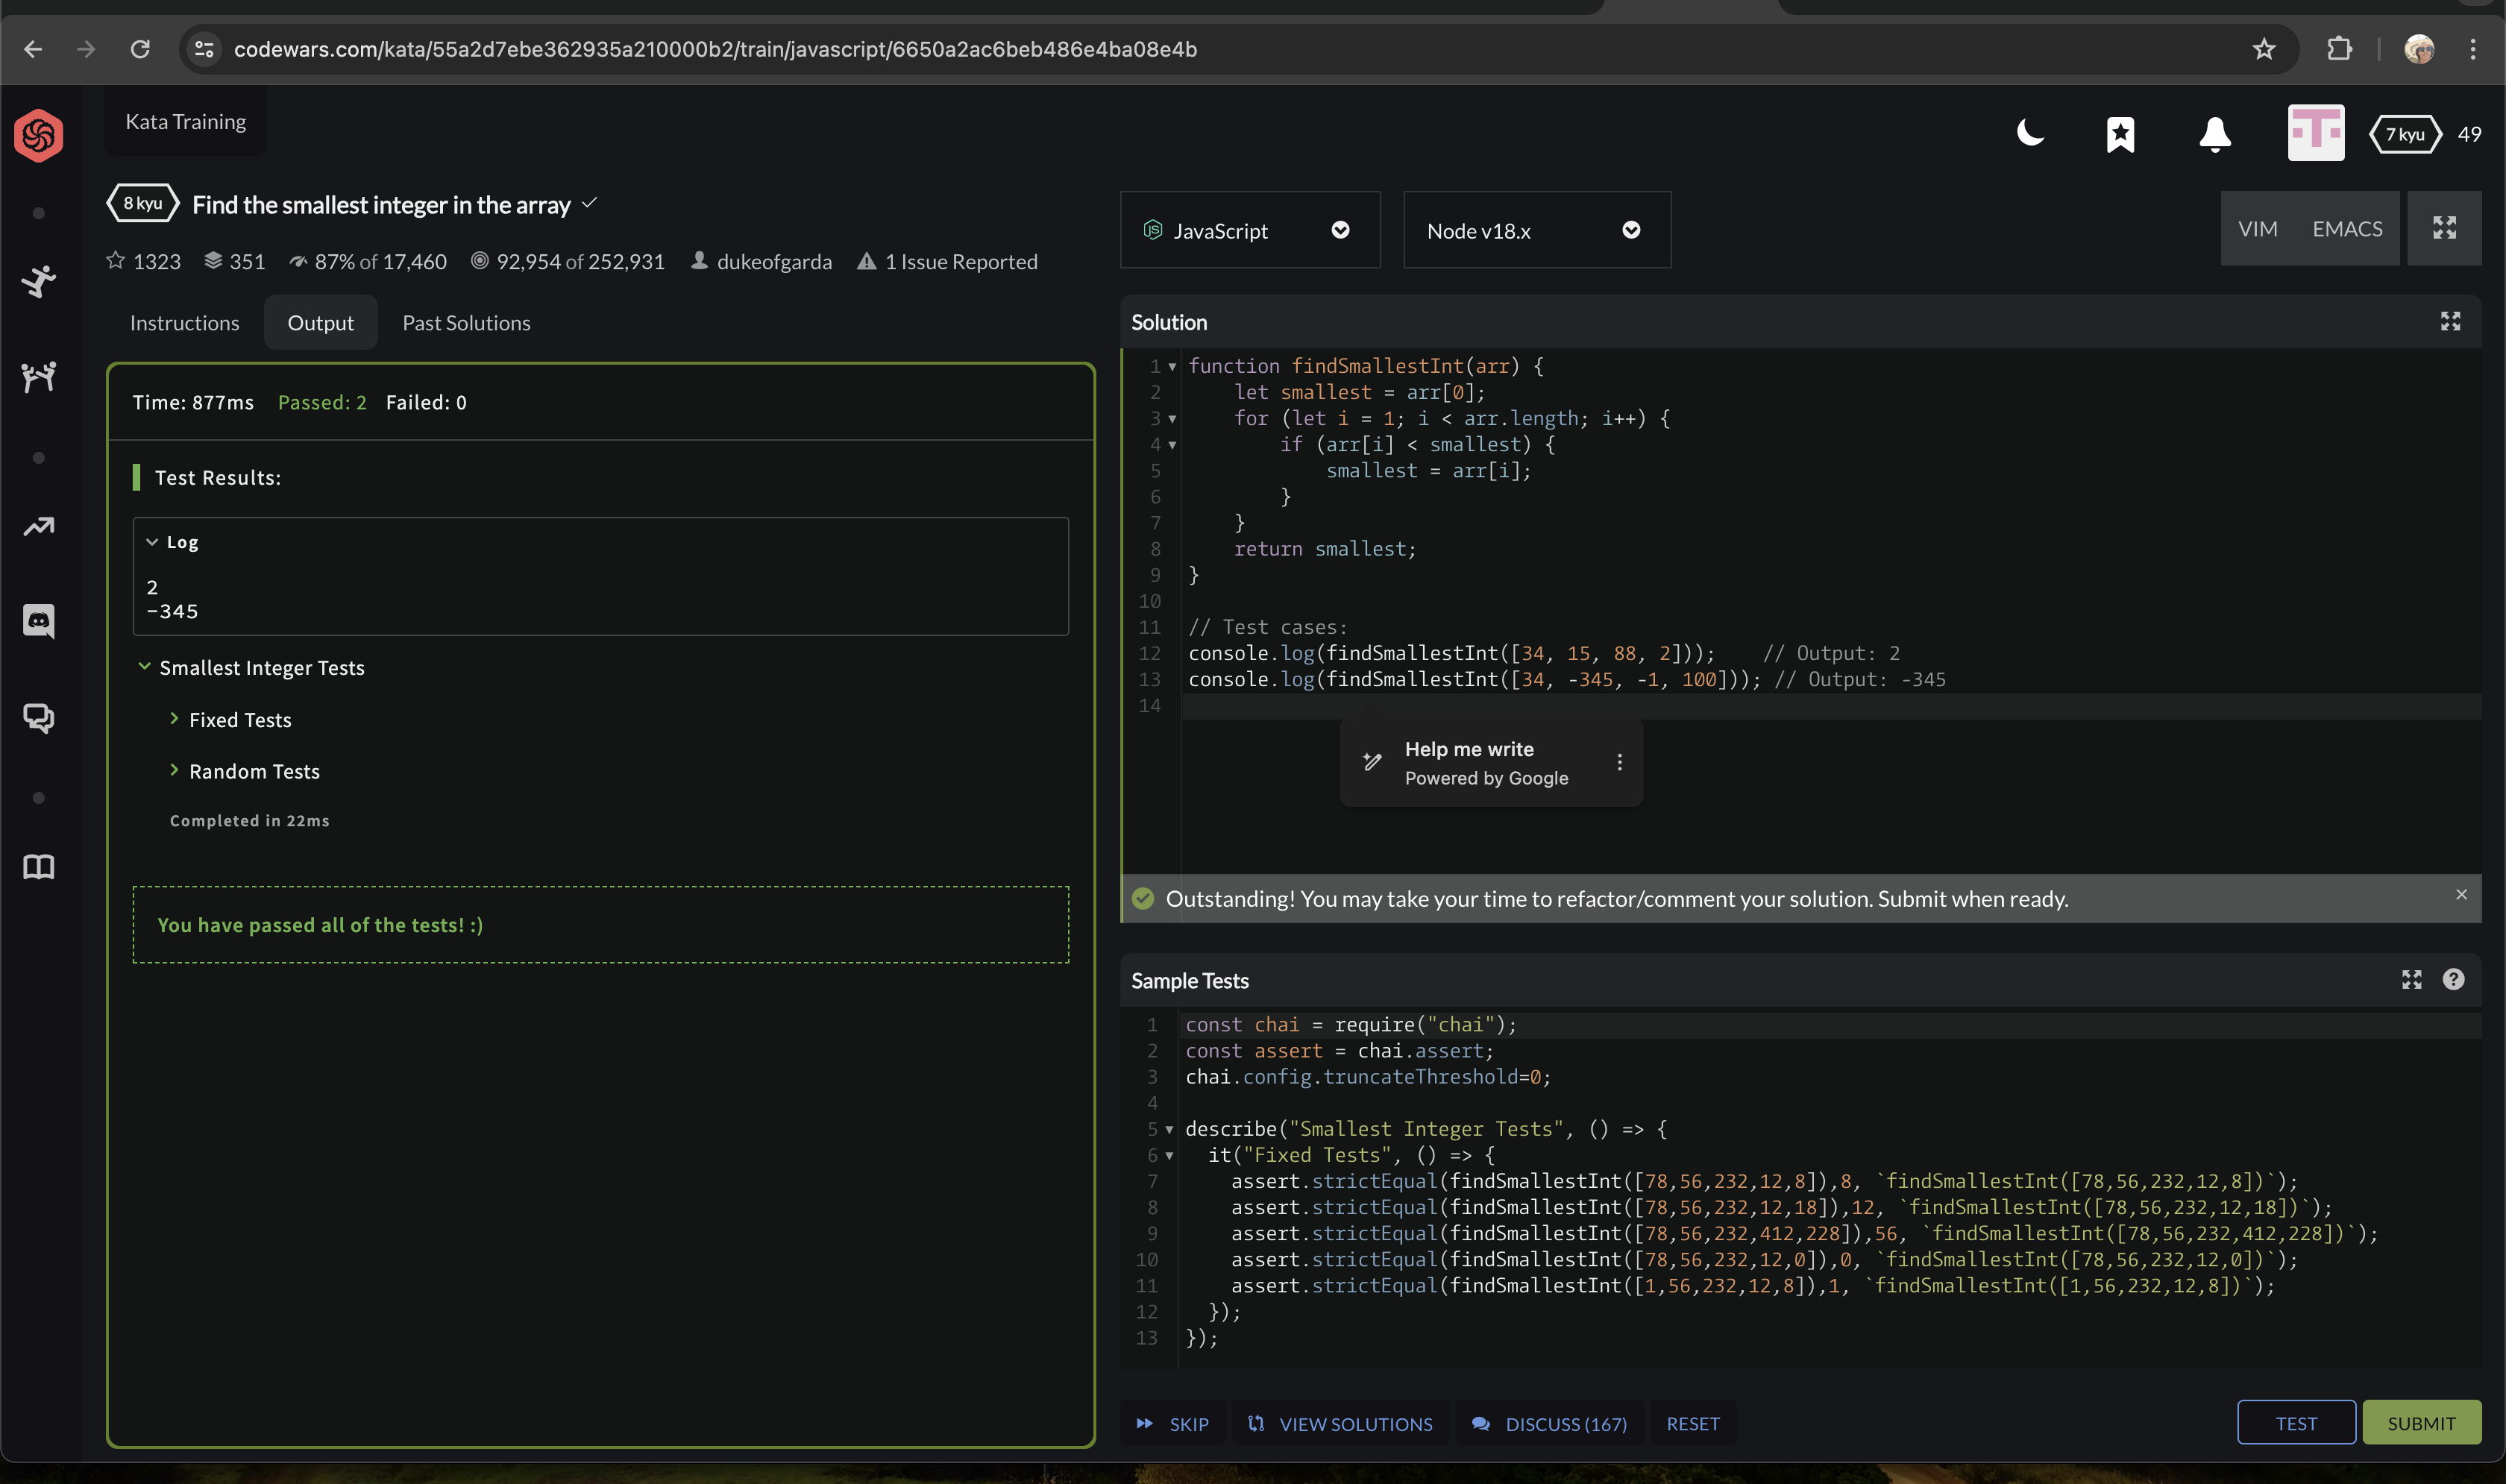 codewars.com/kata/55a2d7ebe362935a210000b2/train/javascript/6650a2ac6beb486e4ba08e4b
Kata Training
7 kyu 49
8 kyu Find the smallest integer in the array
1323 351 87% of 17,460 92,954 of 252,931 dukeofgarda 1 Issue Reported
Instructions Output Past Solutions
Time: 877ms Passed: 2 Failed: 0
Test Results:
Log
2
-345
Smallest Integer Tests
Fixed Tests
Random Tests
Completed in 22ms
You have passed all of the tests! :)
JS JavaScript Node v18.x
VIM EMACS
Solution
1 function findSmallestInt(arr) {
2     let smallest = arr[0];
3     for (let i = 1; i < arr.length; i++) {
4         if (arr[i] < smallest) {
5             smallest = arr[i];
6         }
7     }
8     return smallest;
9 }
10
11 // Test cases:
12 console.log(findSmallestInt([34, 15, 88, 2]));    // Output: 2
13 console.log(findSmallestInt([34, -345, -1, 100])); // Output: -345
14
Help me write
Powered by Google
Outstanding! You may take your time to refactor/comment your solution. Submit when ready.
Sample Tests
1 const chai = require("chai");
2 const assert = chai.assert;
3 chai.config.truncateThreshold=0;
4
5 describe("Smallest Integer Tests", () => {
6   it("Fixed Tests", () => {
7     assert.strictEqual(findSmallestInt([78,56,232,12,8]),8, `findSmallestInt([78,56,232,12,8])`);
8     assert.strictEqual(findSmallestInt([78,56,232,12,18]),12, `findSmallestInt([78,56,232,12,18])`);
9     assert.strictEqual(findSmallestInt([78,56,232,412,228]),56, `findSmallestInt([78,56,232,412,228])`);
10     assert.strictEqual(findSmallestInt([78,56,232,12,0]),0, `findSmallestInt([78,56,232,12,0])`);
11     assert.strictEqual(findSmallestInt([1,56,232,12,8]),1, `findSmallestInt([1,56,232,12,8])`);
12   });
13 });
SKIP VIEW SOLUTIONS DISCUSS (167) RESET TEST SUBMIT